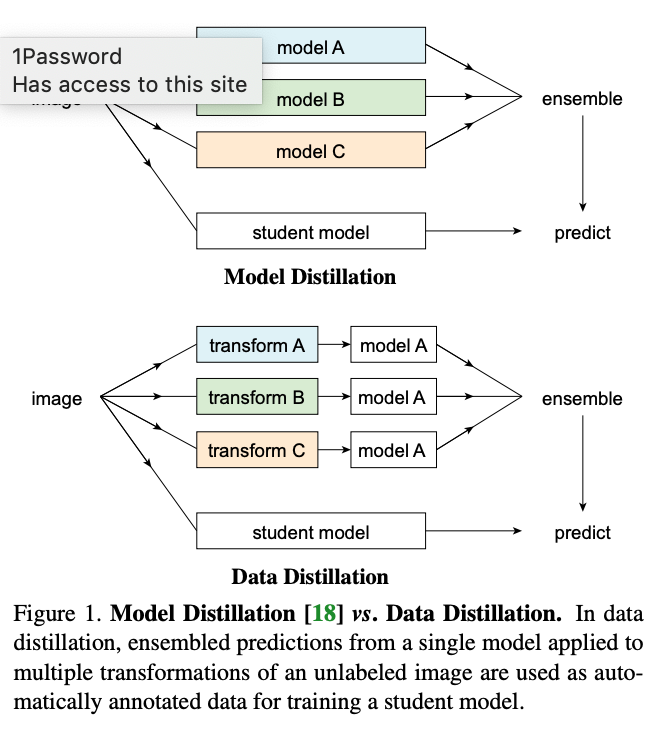 model A
1Password
Has access to this site
model B
ensemble
model C
student model
predict
Model Distillation
transform A
model A
image
transform B
model A
ensemble
transform C
model A
student model
predict
Data Distillation
Figure 1. Model Distillation [18] vs. Data Distillation. In data
distillation, ensembled predictions from a single model applied to
multiple transformations of an unlabeled image are used as auto-
matically annotated data for training a student model.